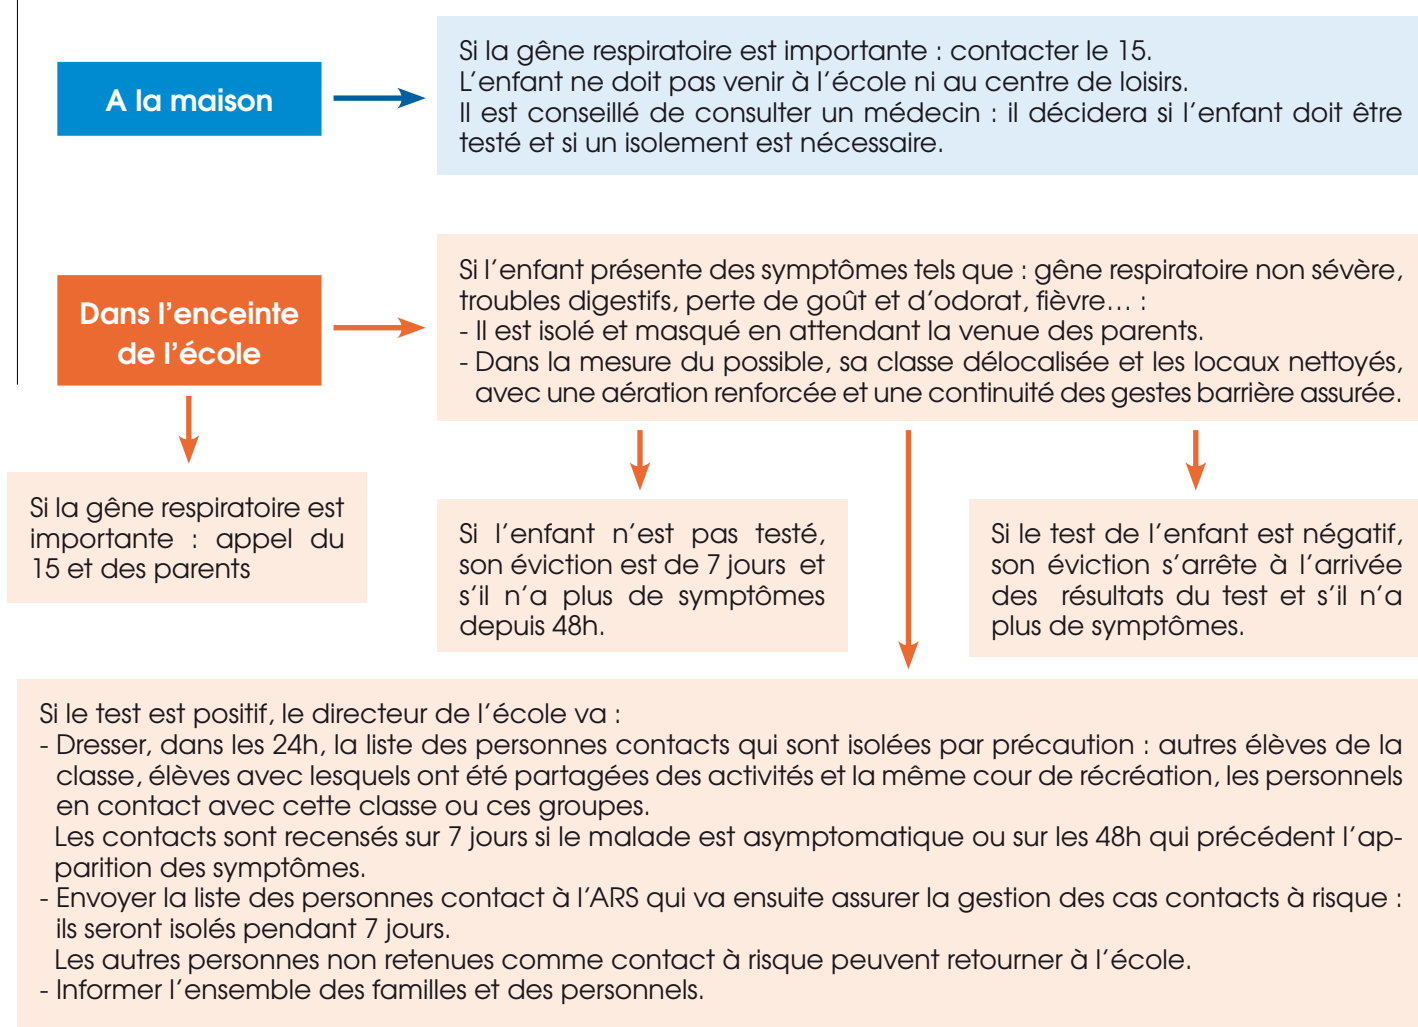 A la maison
Si la gêne respiratoire est importante : contacter le 15.
L'enfant ne doit pas venir à l'école ni au centre de loisirs.
Il est conseillé de consulter un médecin : il décidera si l'enfant doit être
testé et si un isolement est nécessaire.
Dans l'enceinte
de l'école
Si l'enfant présente des symptômes tels que : gêne respiratoire non sévère,
troubles digestifs, perte de goût et d'odorat, fièvre… :
- Il est isolé et masqué en attendant la venue des parents.
- Dans la mesure du possible, sa classe délocalisée et les locaux nettoyés,
avec une aération renforcée et une continuité des gestes barrière assurée.
Si la gêne respiratoire est
importante : appel du
15 et des parents
Si l'enfant n'est pas testé,
son éviction est de 7 jours et
s'il n'a plus de symptômes
depuis 48h.
Si le test de l'enfant est négatif,
son éviction s'arrête à l'arrivée
des résultats du test et s'il n'a
plus de symptômes.
Si le test est positif, le directeur de l'école va :
- Dresser, dans les 24h, la liste des personnes contacts qui sont isolées par précaution : autres élèves de la
classe, élèves avec lesquels ont été partagées des activités et la même cour de récréation, les personnels
en contact avec cette classe ou ces groupes.
Les contacts sont recensés sur 7 jours si le malade est asymptomatique ou sur les 48h qui précédent l'ap-
parition des symptômes.
- Envoyer la liste des personnes contact à l'ARS qui va ensuite assurer la gestion des cas contacts à risque :
ils seront isolés pendant 7 jours.
Les autres personnes non retenues comme contact à risque peuvent retourner à l'école.
- Informer l'ensemble des familles et des personnels.